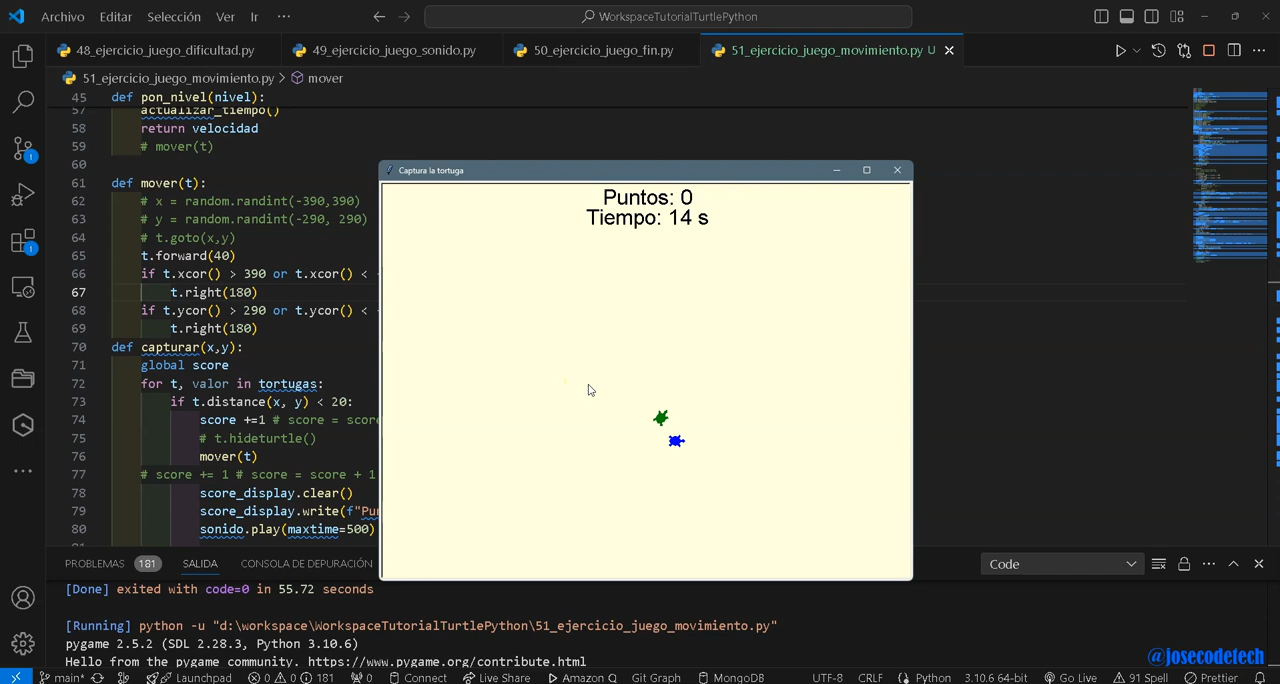 Archivo Editar Selección Ver Ir ··· WorkspaceTutorialTurtlePython
48_ejercicio_juego_dificultad.py 49_ejercicio_juego_sonido.py 50_ejercicio_juego_fin.py 51_ejercicio_juego_movimiento.py U
51_ejercicio_juego_movimiento.py > mover
45 def pon_nivel(nivel):
57 actualizar_tiempo()
58 return velocidad
59 # mover(t)
60
61 def mover(t):
62 # x = random.randint(-390,390)
63 # y = random.randint(-290, 290)
64 # t.goto(x,y)
65 t.forward(40)
66 if t.xcor() > 390 or t.xcor() <
67 t.right(180)
68 if t.ycor() > 290 or t.ycor() <
69 t.right(180)
70 def capturar(x,y):
71 global score
72 for t, valor in tortugas:
73 if t.distance(x, y) < 20:
74 score +=1 # score = score
75 # t.hideturtle()
76 mover(t)
77 # score += 1 # score = score + 1
78 score_display.clear()
79 score_display.write(f"Pu
80 sonido.play(maxtime=500)
Captura la tortuga
Puntos: 0
Tiempo: 14 s
PROBLEMAS 181 SALIDA CONSOLA DE DEPURACIÓN Code
[Done] exited with code=0 in 55.72 seconds
[Running] python -u "d:\workspace\WorkspaceTutorialTurtlePython\51_ejercicio_juego_movimiento.py"
pygame 2.5.2 (SDL 2.28.3, Python 3.10.6)
Hello from the pygame community. https://www.pygame.org/contribute.html
@josecodetech
main* Launchpad 0 0 181 0 Connect Live Share Amazon Q Git Graph MongoDB UTF-8 CRLF Python 3.10.6 64-bit Go Live 91 Spell Prettier
1
1